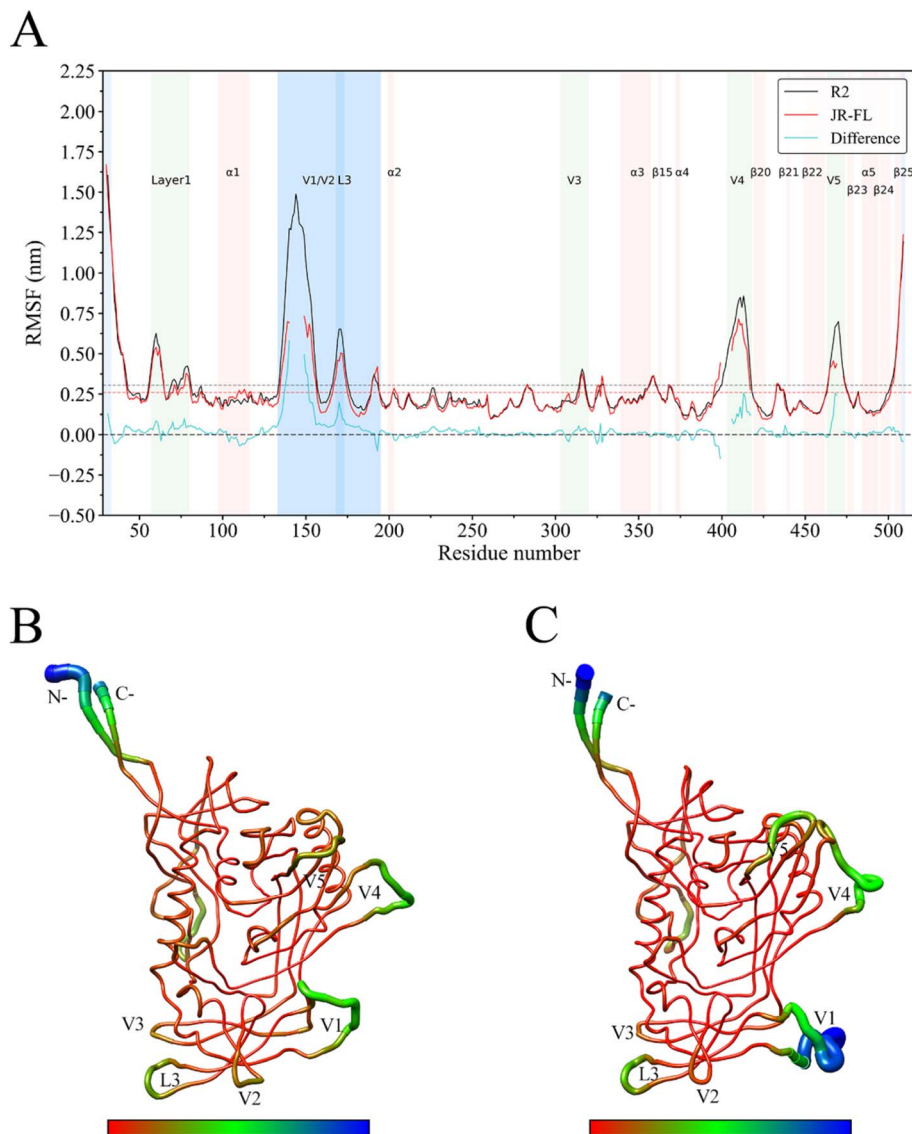 A
2.25
2.00
1.75
1.50
1.25
1.00
0.75
0.50
0.25
0.00
−0.25
−0.50
RMSF (nm)
R2
JR-FL
Difference
Layer1
α1
V1/V2
L3
α2
V3
α3
β15
α4
V4
β20
β21
β22
V5
β23
α5
β24
β25
50
100
150
200
250
300
350
400
450
500
Residue number
B
N-
C-
V5
V4
V3
V1
L3
V2
C
N-
C-
V5
V4
V3
V1
L3
V2